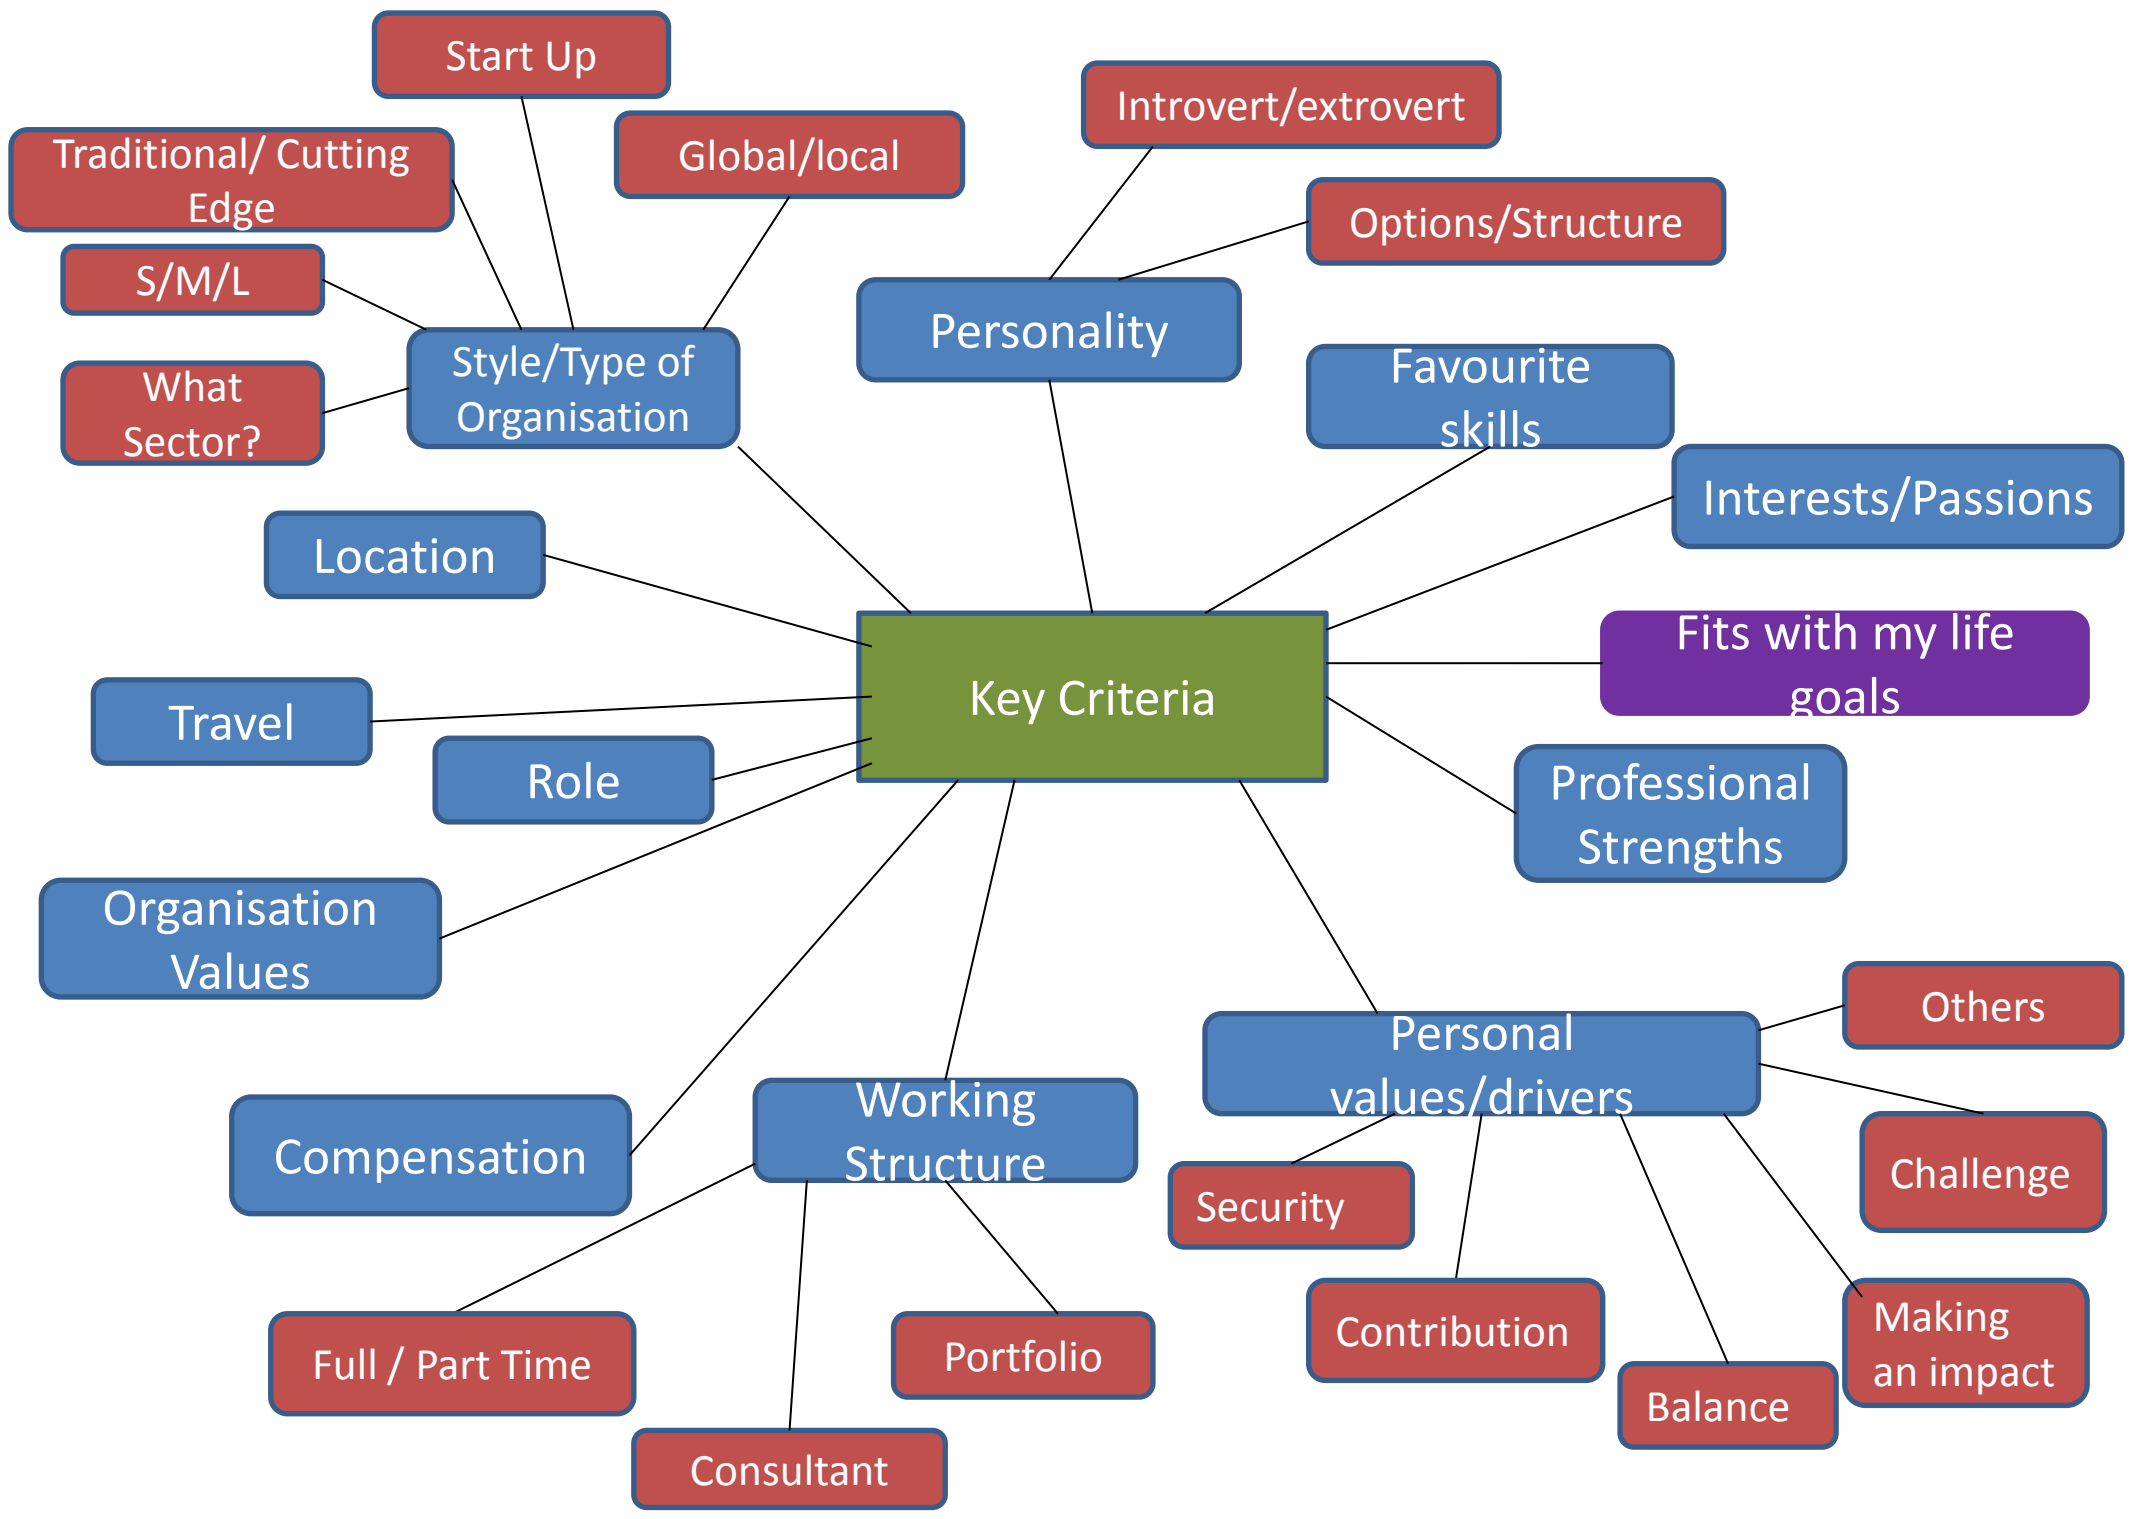 Start Up
Introvert/extrovert
Traditional/ Cutting
Edge
Global/local
Options/Structure
S/M/L
Personality
Style/Type of
Organisation
What
Sector?
Favourite
skills
Interests/Passions
Location
Fits with my life
goals
Key Criteria
Travel
Role
Professional
Strengths
Organisation
Values
Others
Personal
values/drivers
Working
Structure
Compensation
Challenge
Security
Contribution
Making
an impact
Full / Part Time
Portfolio
Balance
Consultant